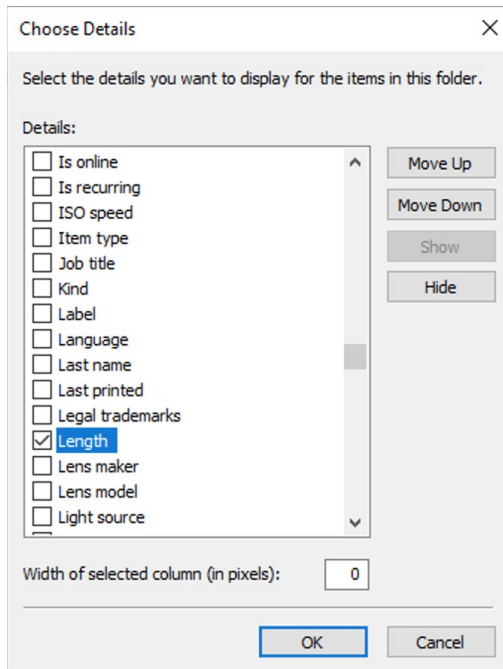 Choose Details
Select the details you want to display for the items in this folder.
Details:
Is online
Is recurring
ISO speed
Item type
Job title
Kind
Label
Language
Last name
Last printed
Legal trademarks
Length
Lens maker
Lens model
Light source
Move Up
Move Down
Show
Hide
Width of selected column (in pixels):
0
OK
Cancel